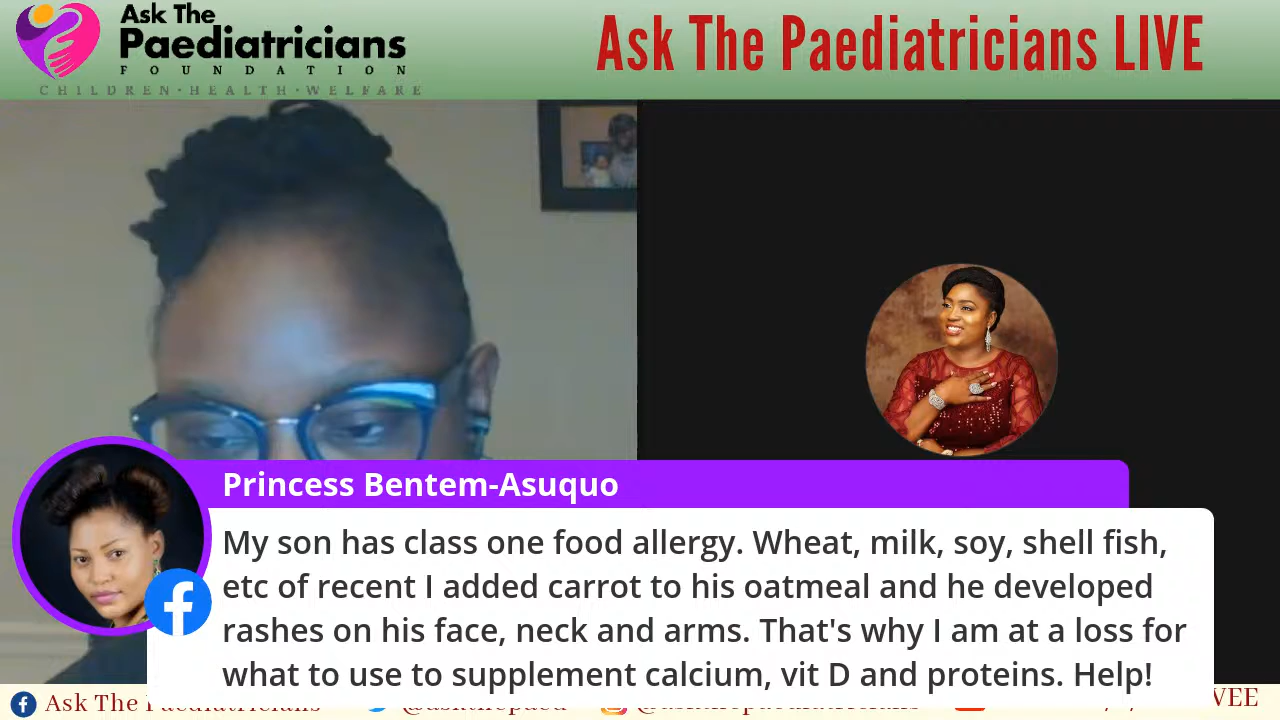 Ask The
Paediatricians
FOUNDATION
CHILDREN·HEALTH·WELFARE
Ask The Paediatricians LIVE
Princess Bentem-Asuquo
My son has class one food allergy. Wheat, milk, soy, shell fish,
etc of recent I added carrot to his oatmeal and he developed
rashes on his face, neck and arms. That's why I am at a loss for
what to use to supplement calcium, vit D and proteins. Help!
Ask The Paediatricians